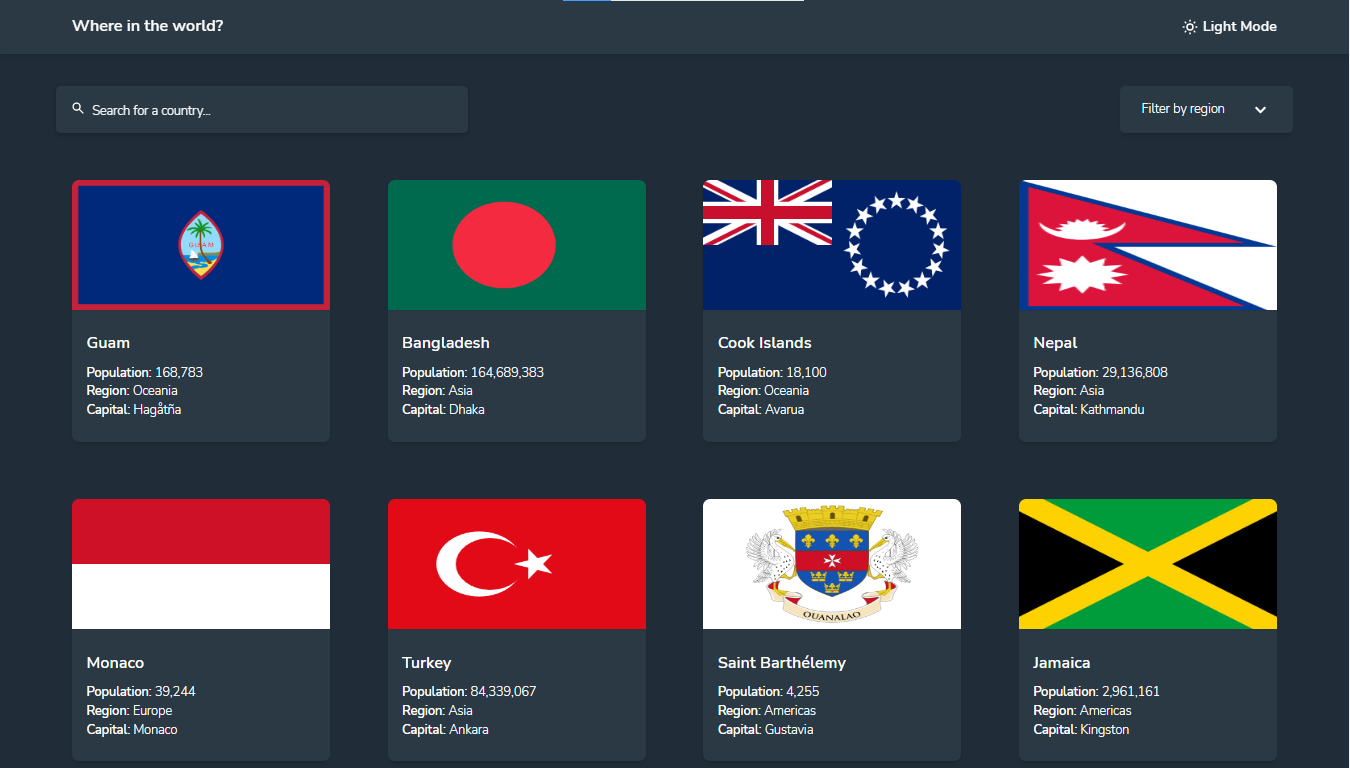 Where in the world?
Light Mode
Search for a country...
Filter by region
GUAM
Guam
Population: 168,783
Region: Oceania
Capital: Hagåtña
Bangladesh
Population: 164,689,383
Region: Asia
Capital: Dhaka
Cook Islands
Population: 18,100
Region: Oceania
Capital: Avarua
Nepal
Population: 29,136,808
Region: Asia
Capital: Kathmandu
OUANALAO
Monaco
Population: 39,244
Region: Europe
Capital: Monaco
Turkey
Population: 84,339,067
Region: Asia
Capital: Ankara
Saint Barthélemy
Population: 4,255
Region: Americas
Capital: Gustavia
Jamaica
Population: 2,961,161
Region: Americas
Capital: Kingston